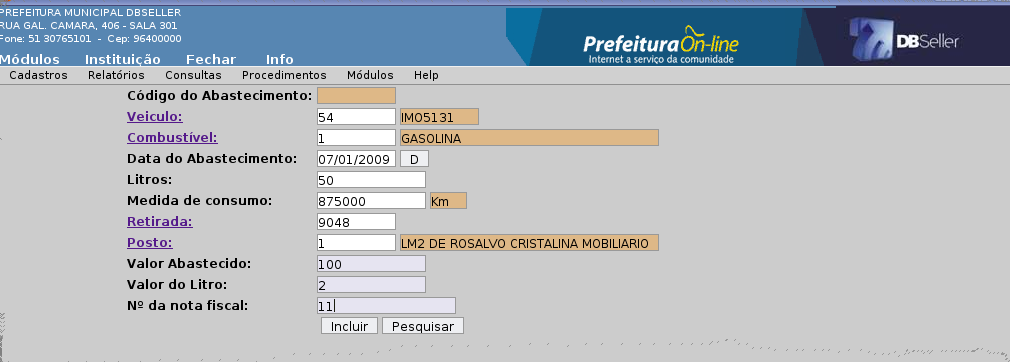 PREFEITURA MUNICIPAL DBSELLER
RUA GAL. CAMARA, 406 - SALA 301
Fone: 51 30765101 - Cep: 96400000
PrefeituraOn-line
Internet a serviço da comunidade
DBSeller
Módulos Instituição Fechar Info
Cadastros Relatórios Consultas Procedimentos Módulos Help
Código do Abastecimento:
Veiculo: 54 IMO5131
Combustível: 1 GASOLINA
Data do Abastecimento: 07/01/2009 D
Litros: 50
Medida de consumo: 875000 Km
Retirada: 9048
Posto: 1 LM2 DE ROSALVO CRISTALINA MOBILIARIO
Valor Abastecido: 100
Valor do Litro: 2
Nº da nota fiscal: 11
Incluir Pesquisar